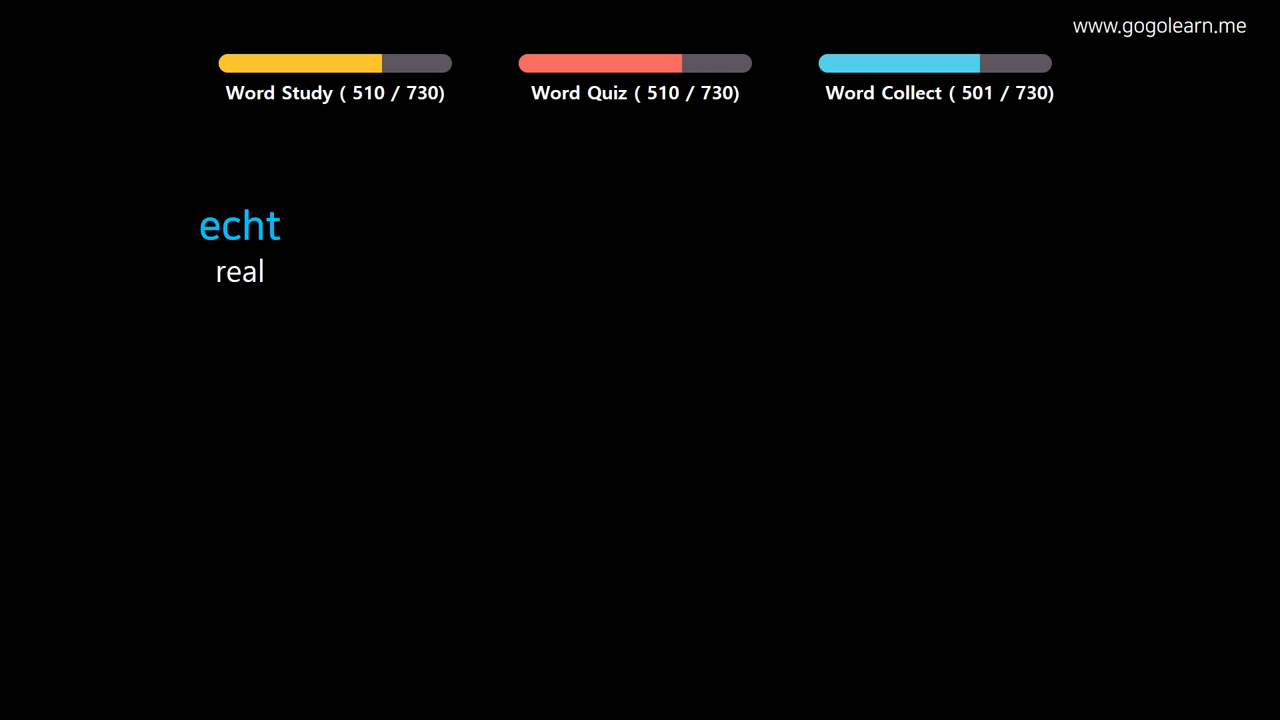 www.gogolearn.me
Word Study ( 510 / 730)
Word Quiz ( 510 / 730)
Word Collect ( 501 / 730)
echt
real